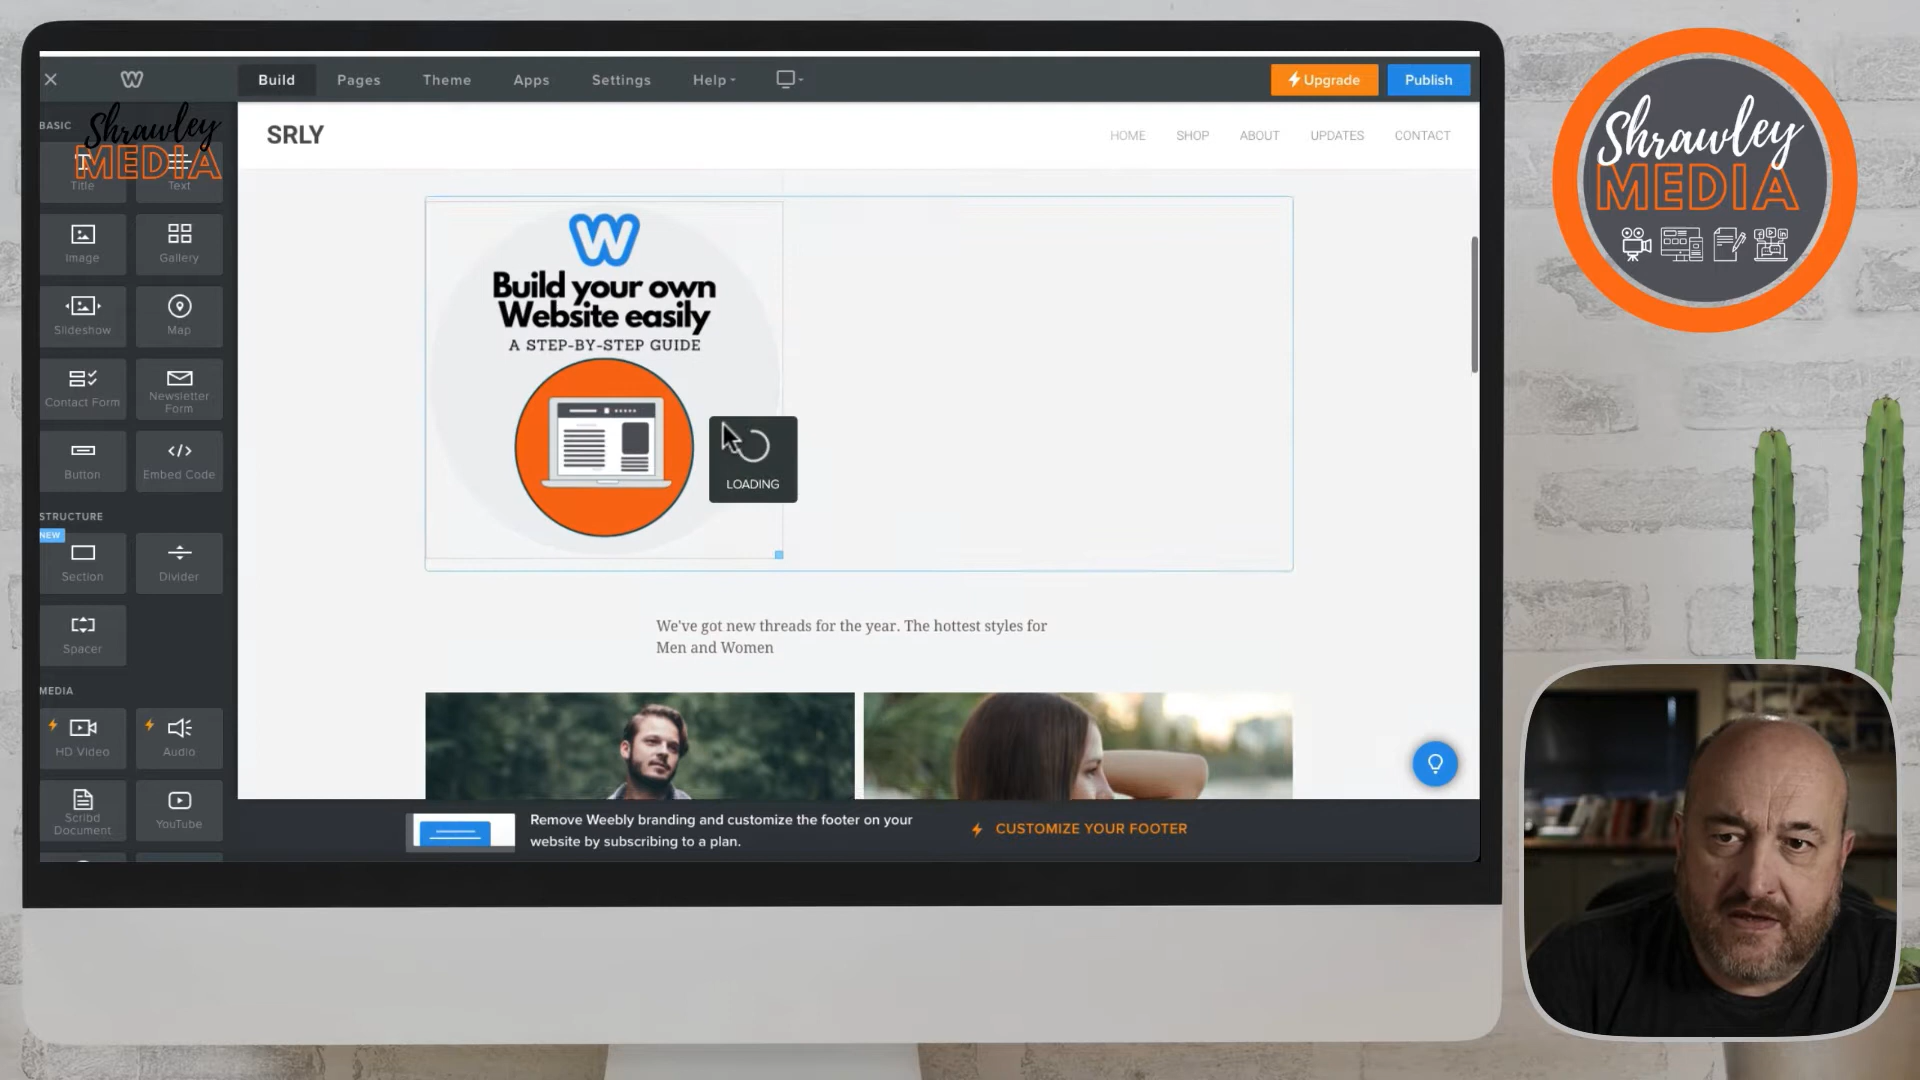 Build
Pages
Theme
Apps
Settings
Help
Upgrade
Publish
BASIC
Shrawley
MEDIA
Title
Text
Image
Gallery
Slideshow
Map
Contact Form
Newsletter
Form
Button
Embed Code
STRUCTURE
NEW
Section
Divider
Spacer
MEDIA
HD Video
Audio
Scribd
Document
YouTube
SRLY
HOME
SHOP
ABOUT
UPDATES
CONTACT
W
Build your own
Website easily
A STEP-BY-STEP GUIDE
LOADING
We've got new threads for the year. The hottest styles for
Men and Women
Remove Weebly branding and customize the footer on your
website by subscribing to a plan.
CUSTOMIZE YOUR FOOTER
Shrawley
MEDIA